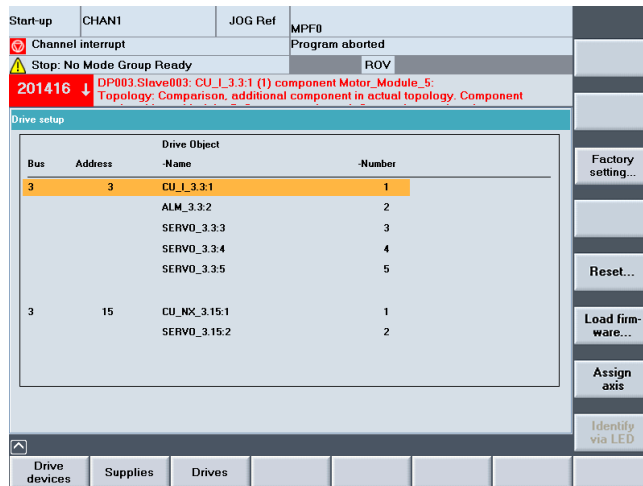 Start-up CHAN1 JOG Ref MPF0
Channel interrupt Program aborted
Stop: No Mode Group Ready ROV
201416 DP003.Slave003: CU_I_3.3:1 (1) component Motor_Module_5:
Topology: Comparison, additional component in actual topology. Component
Drive setup
Drive Object
Bus Address -Name -Number
3 3 CU_I_3.3:1 1
ALM_3.3:2 2
SERVO_3.3:3 3
SERVO_3.3:4 4
SERVO_3.3:5 5
3 15 CU_NX_3.15:1 1
SERVO_3.15:2 2
Factory
setting...
Reset...
Load firm-
ware...
Assign
axis
Identify
via LED
Drive
devices
Supplies
Drives